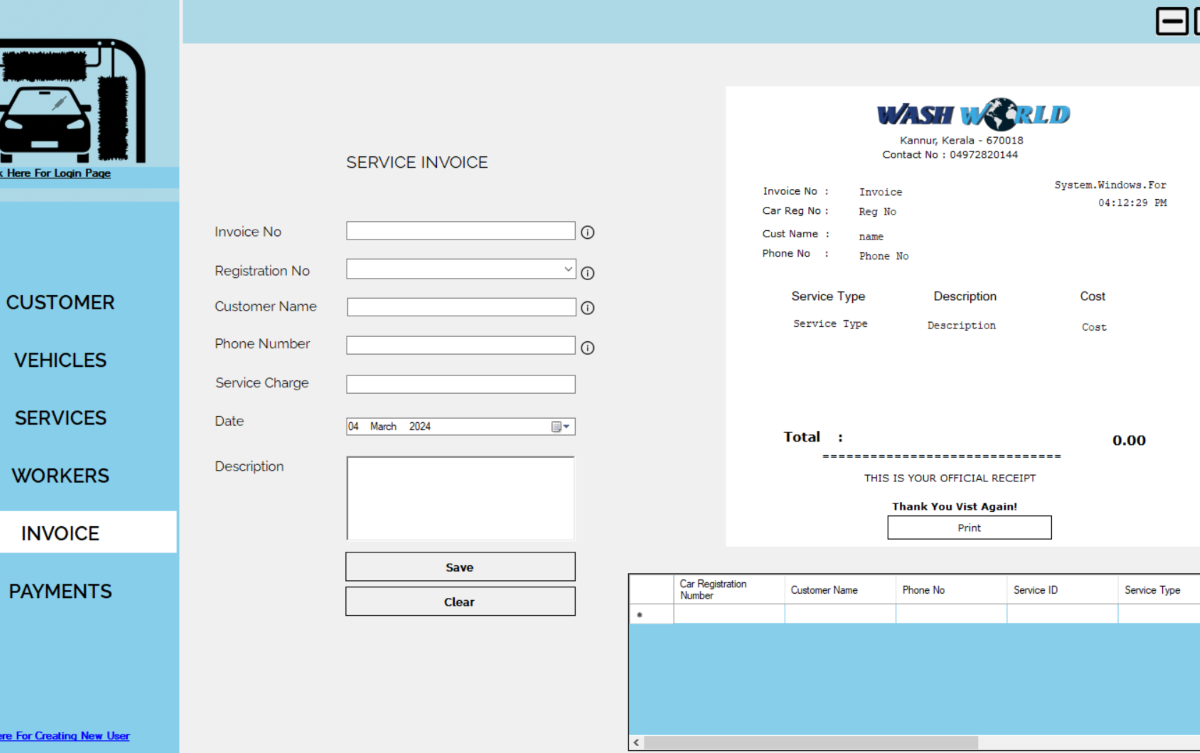 k Here For Login Page
CUSTOMER
VEHICLES
SERVICES
WORKERS
INVOICE
PAYMENTS
ere For Creating New User
SERVICE INVOICE
Invoice No
Registration No
Customer Name
Phone Number
Service Charge
Date
04 March 2024
Description
Save
Clear
WASH WORLD
Kannur, Kerala - 670018
Contact No : 04972820144
System.Windows.For
04:12:29 PM
Invoice No : Invoice
Car Reg No : Reg No
Cust Name : name
Phone No : Phone No
Service Type Description Cost
Service Type Description Cost
Total : 0.00
==============================
THIS IS YOUR OFFICIAL RECEIPT
Thank You Vist Again!
Print
Car Registration
Number
Customer Name
Phone No
Service ID
Service Type